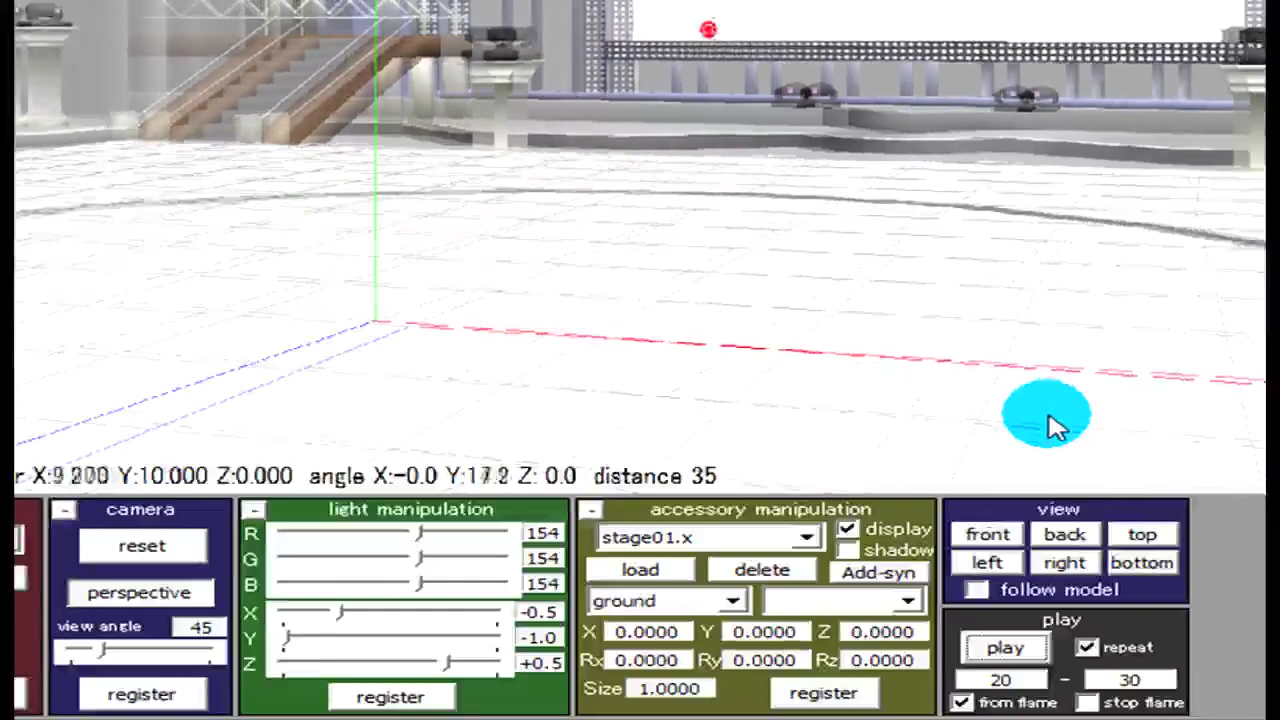 r X:9 200 Y:10.000 Z:0.000 angle X:-0.0 Y:17.2 Z: 0.0 distance 35
- camera
reset
perspective
view angle 45
register
- light manipulation
R 154
G 154
B 154
X -0.5
Y -1.0
Z +0.5
register
- accessory manipulation
stage01.x display
shadow
load delete Add-syn
ground
X 0.0000 Y 0.0000 Z 0.0000
Rx 0.0000 Ry 0.0000 Rz 0.0000
Size 1.0000 register
view
front back top
left right bottom
follow model
play
play repeat
20 - 30
from flame stop flame